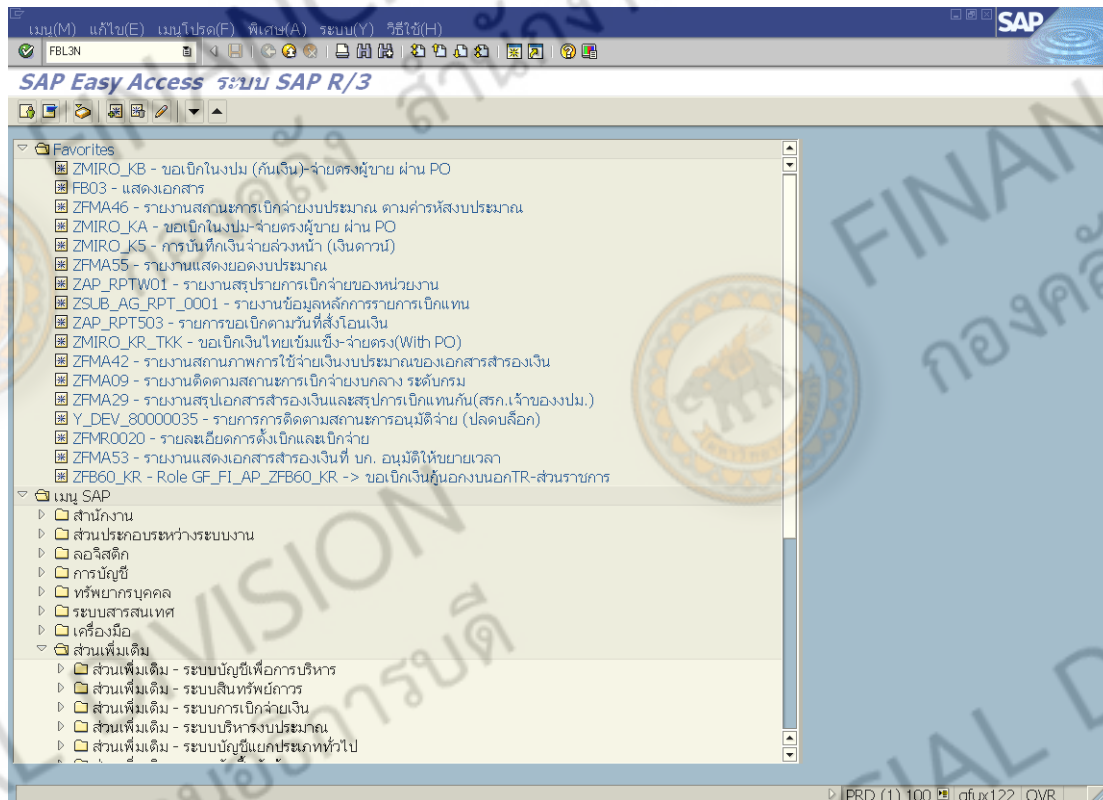 เมนู(M) แก้ไข(E) เมนูโปรด(F) พิเศษ(A) ระบบ(Y) วิธีใช้(H)
SAP
FBL3N
SAP Easy Access ระบบ SAP R/3
Favorites
ZMIRO_KB - ขอเบิกในงปม (กันเงิน)-จ่ายตรงผู้ขาย ผ่าน PO
FB03 - แสดงเอกสาร
ZFMA46 - รายงานสถานะการเบิกจ่ายงบประมาณ ตามค่ารหัสงบประมาณ
ZMIRO_KA - ขอเบิกในงปม-จ่ายตรงผู้ขาย ผ่าน PO
ZMIRO_K5 - การบันทึกเงินจ่ายล่วงหน้า (เงินดาวน์)
ZFMA55 - รายงานแสดงยอดงบประมาณ
ZAP_RPTW01 - รายงานสรุปรายการเบิกจ่ายของหน่วยงาน
ZSUB_AG_RPT_0001 - รายงานข้อมูลหลักการรายการเบิกแทน
ZAP_RPT503 - รายการขอเบิกตามวันที่สั่งโอนเงิน
ZMIRO_KR_TKK - ขอเบิกเงินไทยเข้มแข็ง-จ่ายตรง(With PO)
ZFMA42 - รายงานสถานภาพการใช้จ่ายเงินงบประมาณของเอกสารสำรองเงิน
ZFMA09 - รายงานติดตามสถานะการเบิกจ่ายงบกลาง ระดับกรม
ZFMA29 - รายงานสรุปเอกสารสำรองเงินและสรุปการเบิกแทนกัน(สรก.เจ้าของงปม.)
Y_DEV_80000035 - รายการการติดตามสถานะการอนุมัติจ่าย (ปลดบล็อก)
ZFMR0020 - รายละเอียดการตั้งเบิกและเบิกจ่าย
ZFMA53 - รายงานแสดงเอกสารสำรองเงินที่ บก. อนุมัติให้ขยายเวลา
ZFB60_KR - Role GF_FI_AP_ZFB60_KR -> ขอเบิกเงินกู้นอกงบนอกTR-ส่วนราชการ
เมนู SAP
สำนักงาน
ส่วนประกอบระหว่างระบบงาน
ลอจิสติก
การบัญชี
ทรัพยากรบุคคล
ระบบสารสนเทศ
เครื่องมือ
ส่วนเพิ่มเติม
ส่วนเพิ่มเติม - ระบบบัญชีเพื่อการบริหาร
ส่วนเพิ่มเติม - ระบบสินทรัพย์ถาวร
ส่วนเพิ่มเติม - ระบบการเบิกจ่ายเงิน
ส่วนเพิ่มเติม - ระบบบริหารงบประมาณ
ส่วนเพิ่มเติม - ระบบบัญชีแยกประเภททั่วไป
PRD (1) 100 gfux122 OVR